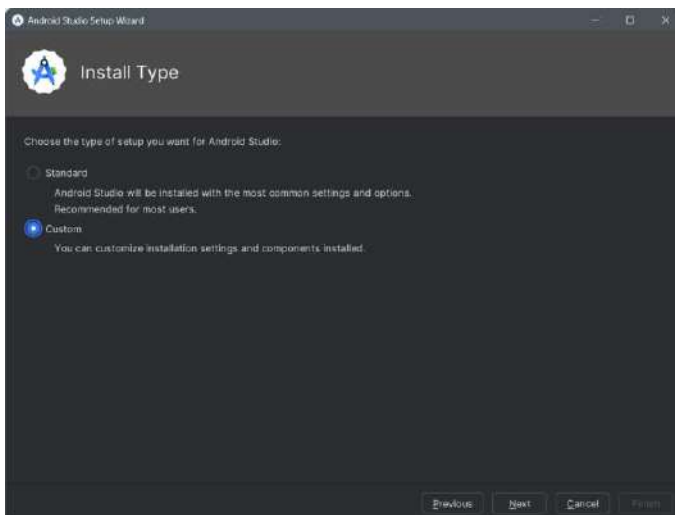 Android Studio Setup Wizard
Install Type
Choose the type of setup you want for Android Studio:
Standard
Android Studio will be installed with the most common settings and options.
Recommended for most users.
Custom
You can customize installation settings and components installed.
Previous Next Cancel Finish